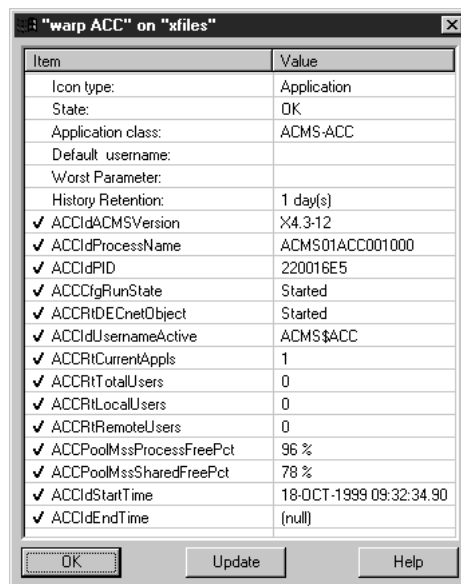 "warp ACC" on "xfiles"
Item Value
Icon type: Application
State: OK
Application class: ACMS-ACC
Default username:
Worst Parameter:
History Retention: 1 day(s)
ACCIdACMSVersion X4.3-12
ACCIdProcessName ACMS01ACC001000
ACCIdPID 220016E5
ACCCfgRunState Started
ACCRtDECnetObject Started
ACCIdUsernameActive ACMS$ACC
ACCRtCurrentAppls 1
ACCRtTotalUsers 0
ACCRtLocalUsers 0
ACCRtRemoteUsers 0
ACCPoolMssProcessFreePct 96 %
ACCPoolMssSharedFreePct 78 %
ACCIdStartTime 18-OCT-1999 09:32:34.90
ACCIdEndTime (null)
OK Update Help